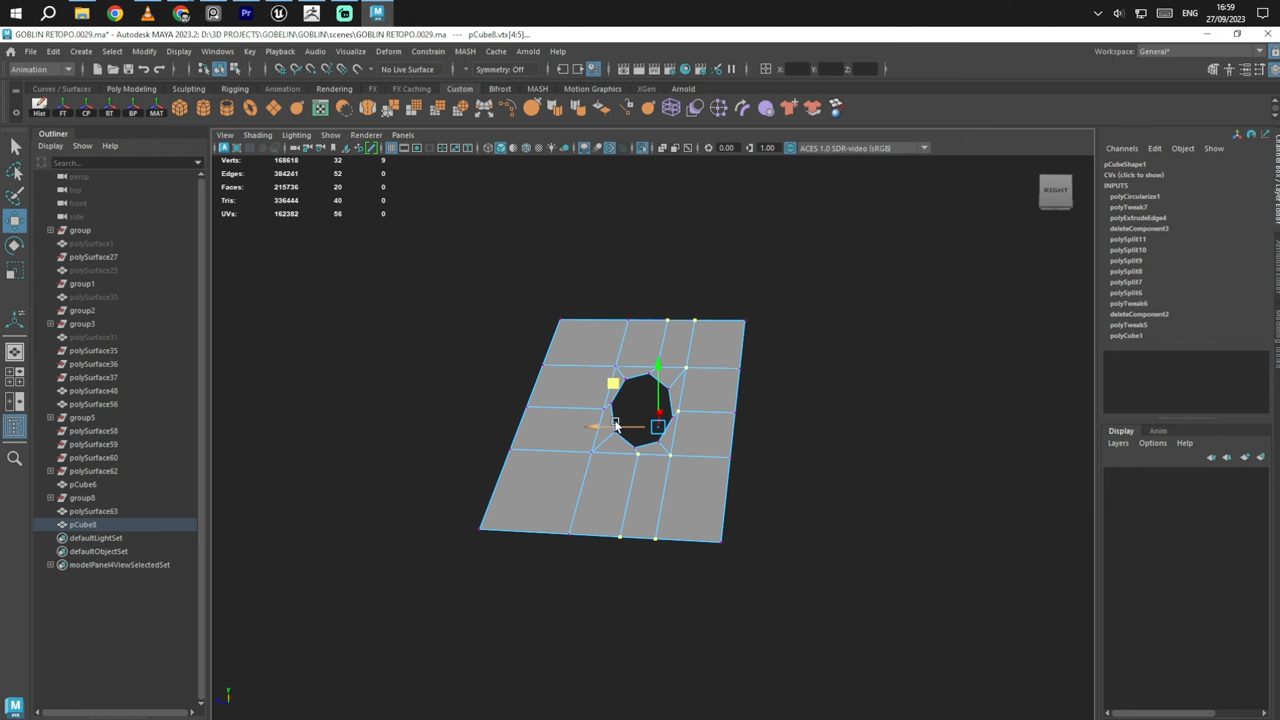 16:59
ENG
27/09/2023
GOBLIN RETOPO.0029.ma* - Autodesk MAYA 2023.2: D:\3D PROJECTS\GOBELIN\GOBLIN\scenes\GOBLIN RETOPO.0029.ma --- pCube8.vtx[4:5]...
File Edit Create Select Modify Display Windows Key Playback Audio Visualize Deform Constrain MASH Cache Arnold Help
Workspace: General*
Animation
No Live Surface
Symmetry: Off
X: Y: Z:
Curves / Surfaces Poly Modeling Sculpting Rigging Animation Rendering FX FX Caching Custom Bifrost MASH Motion Graphics XGen Arnold
Hist FT CP RT BP MAT
Outliner
Display Show Help
Search...
persp
top
front
side
group
polySurface1
polySurface27
polySurface25
group1
polySurface30
group2
group3
polySurface31
polySurface35
polySurface36
polySurface37
polySurface48
polySurface56
group5
polySurface58
polySurface59
polySurface60
polySurface62
pCube6
group8
polySurface63
pCube8
defaultLightSet
defaultObjectSet
modelPanel4ViewSelectedSet
View Shading Lighting Show Renderer Panels
0.00
1.00
ACES 1.0 SDR-video (sRGB)
Verts: 168618 32 9
Edges: 384241 52 0
Faces: 215736 20 0
Tris: 336444 40 0
UVs: 162382 56 0
RIGHT
y
Channels Edit Object Show
pCubeShape1
CVs (click to show)
INPUTS
polyCircularize1
polyTweak7
polyExtrudeEdge4
deleteComponent3
polySplit11
polySplit10
polySplit9
polySplit8
polySplit7
polySplit6
polyTweak6
deleteComponent2
polyTweak5
polyCube1
Display Anim
Layers Options Help